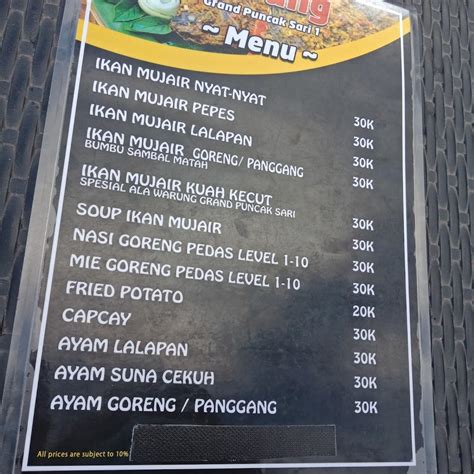 Grand Puncak Sari 1
~ Menu ~
IKAN MUJAIR NYAT-NYAT
IKAN MUJAIR PEPES 30K
IKAN MUJAIR LALAPAN 30K
IKAN MUJAIR GORENG/ PANGGANG 30K
BUMBU SAMBAL MATAH
IKAN MUJAIR KUAH KECUT 30K
SPESIAL ALA WARUNG GRAND PUNCAK SARI
SOUP IKAN MUJAIR 30K
NASI GORENG PEDAS LEVEL 1-10 30K
MIE GORENG PEDAS LEVEL 1-10 30K
FRIED POTATO 20K
CAPCAY 30K
AYAM LALAPAN 30K
AYAM SUNA CEKUH 30K
AYAM GORENG / PANGGANG 30K
All prices are subject to 10%